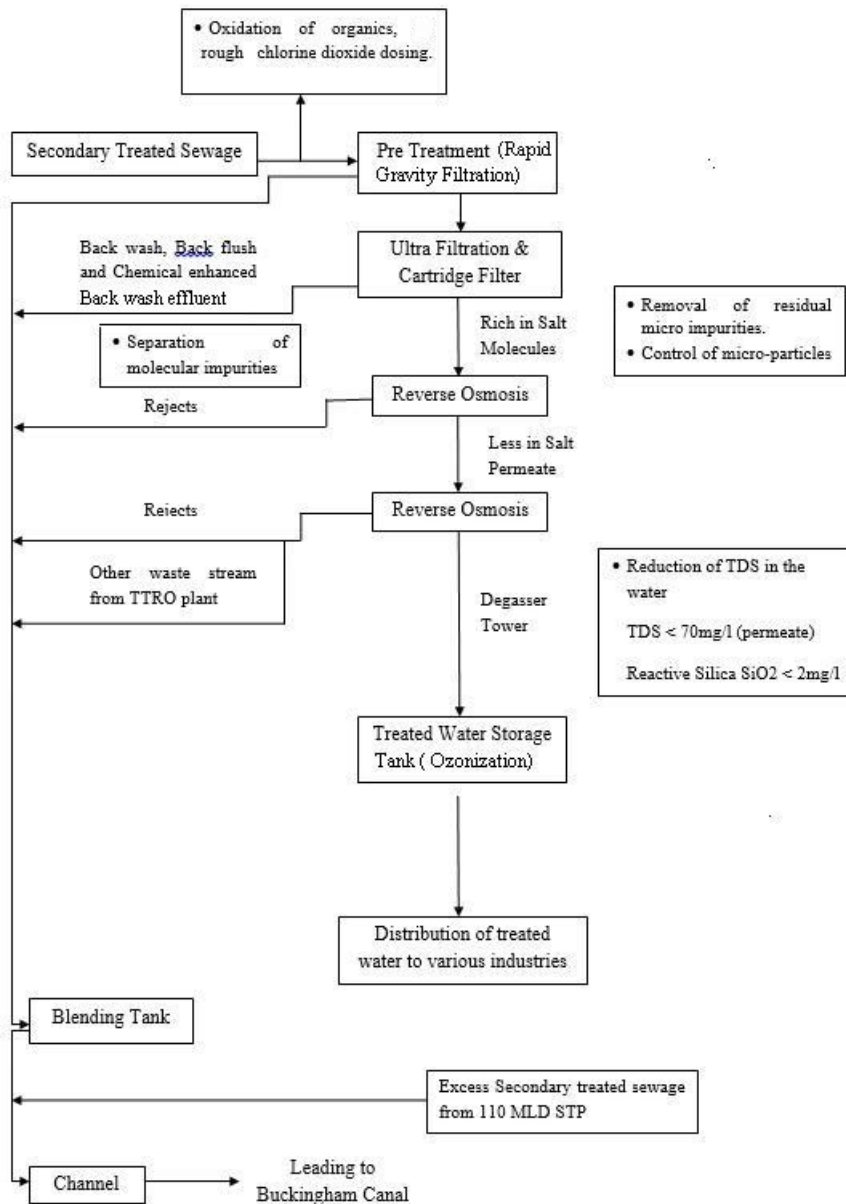 • Oxidation of organics,
rough chlorine dioxide dosing.
Secondary Treated Sewage
Pre Treatment (Rapid
Gravity Filtration)
Back wash, Back flush
and Chemical enhanced
Back wash effluent
Ultra Filtration &
Cartridge Filter
• Removal of residual
micro impurities.
• Control of micro-particles
Rich in Salt
Molecules
• Separation of
molecular impurities
Reverse Osmosis
Rejects
Less in Salt
Permeate
Reverse Osmosis
Rejects
Other waste stream
from TTRO plant
Degasser
Tower
• Reduction of TDS in the
water
TDS < 70mg/l (permeate)
Reactive Silica SiO2 < 2mg/l
Treated Water Storage
Tank ( Ozonization)
Distribution of treated
water to various industries
Blending Tank
Excess Secondary treated sewage
from 110 MLD STP
Channel
Leading to
Buckingham Canal